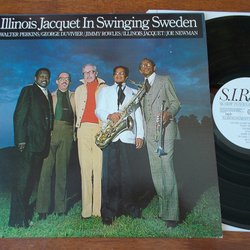 Illinois Jacquet In Swinging Sweden
WALTER PERKINS/GEORGE DUVIVIER/JIMMY ROWLES/ILLINOIS JACQUET/JOE NEWMAN
S.I.R.